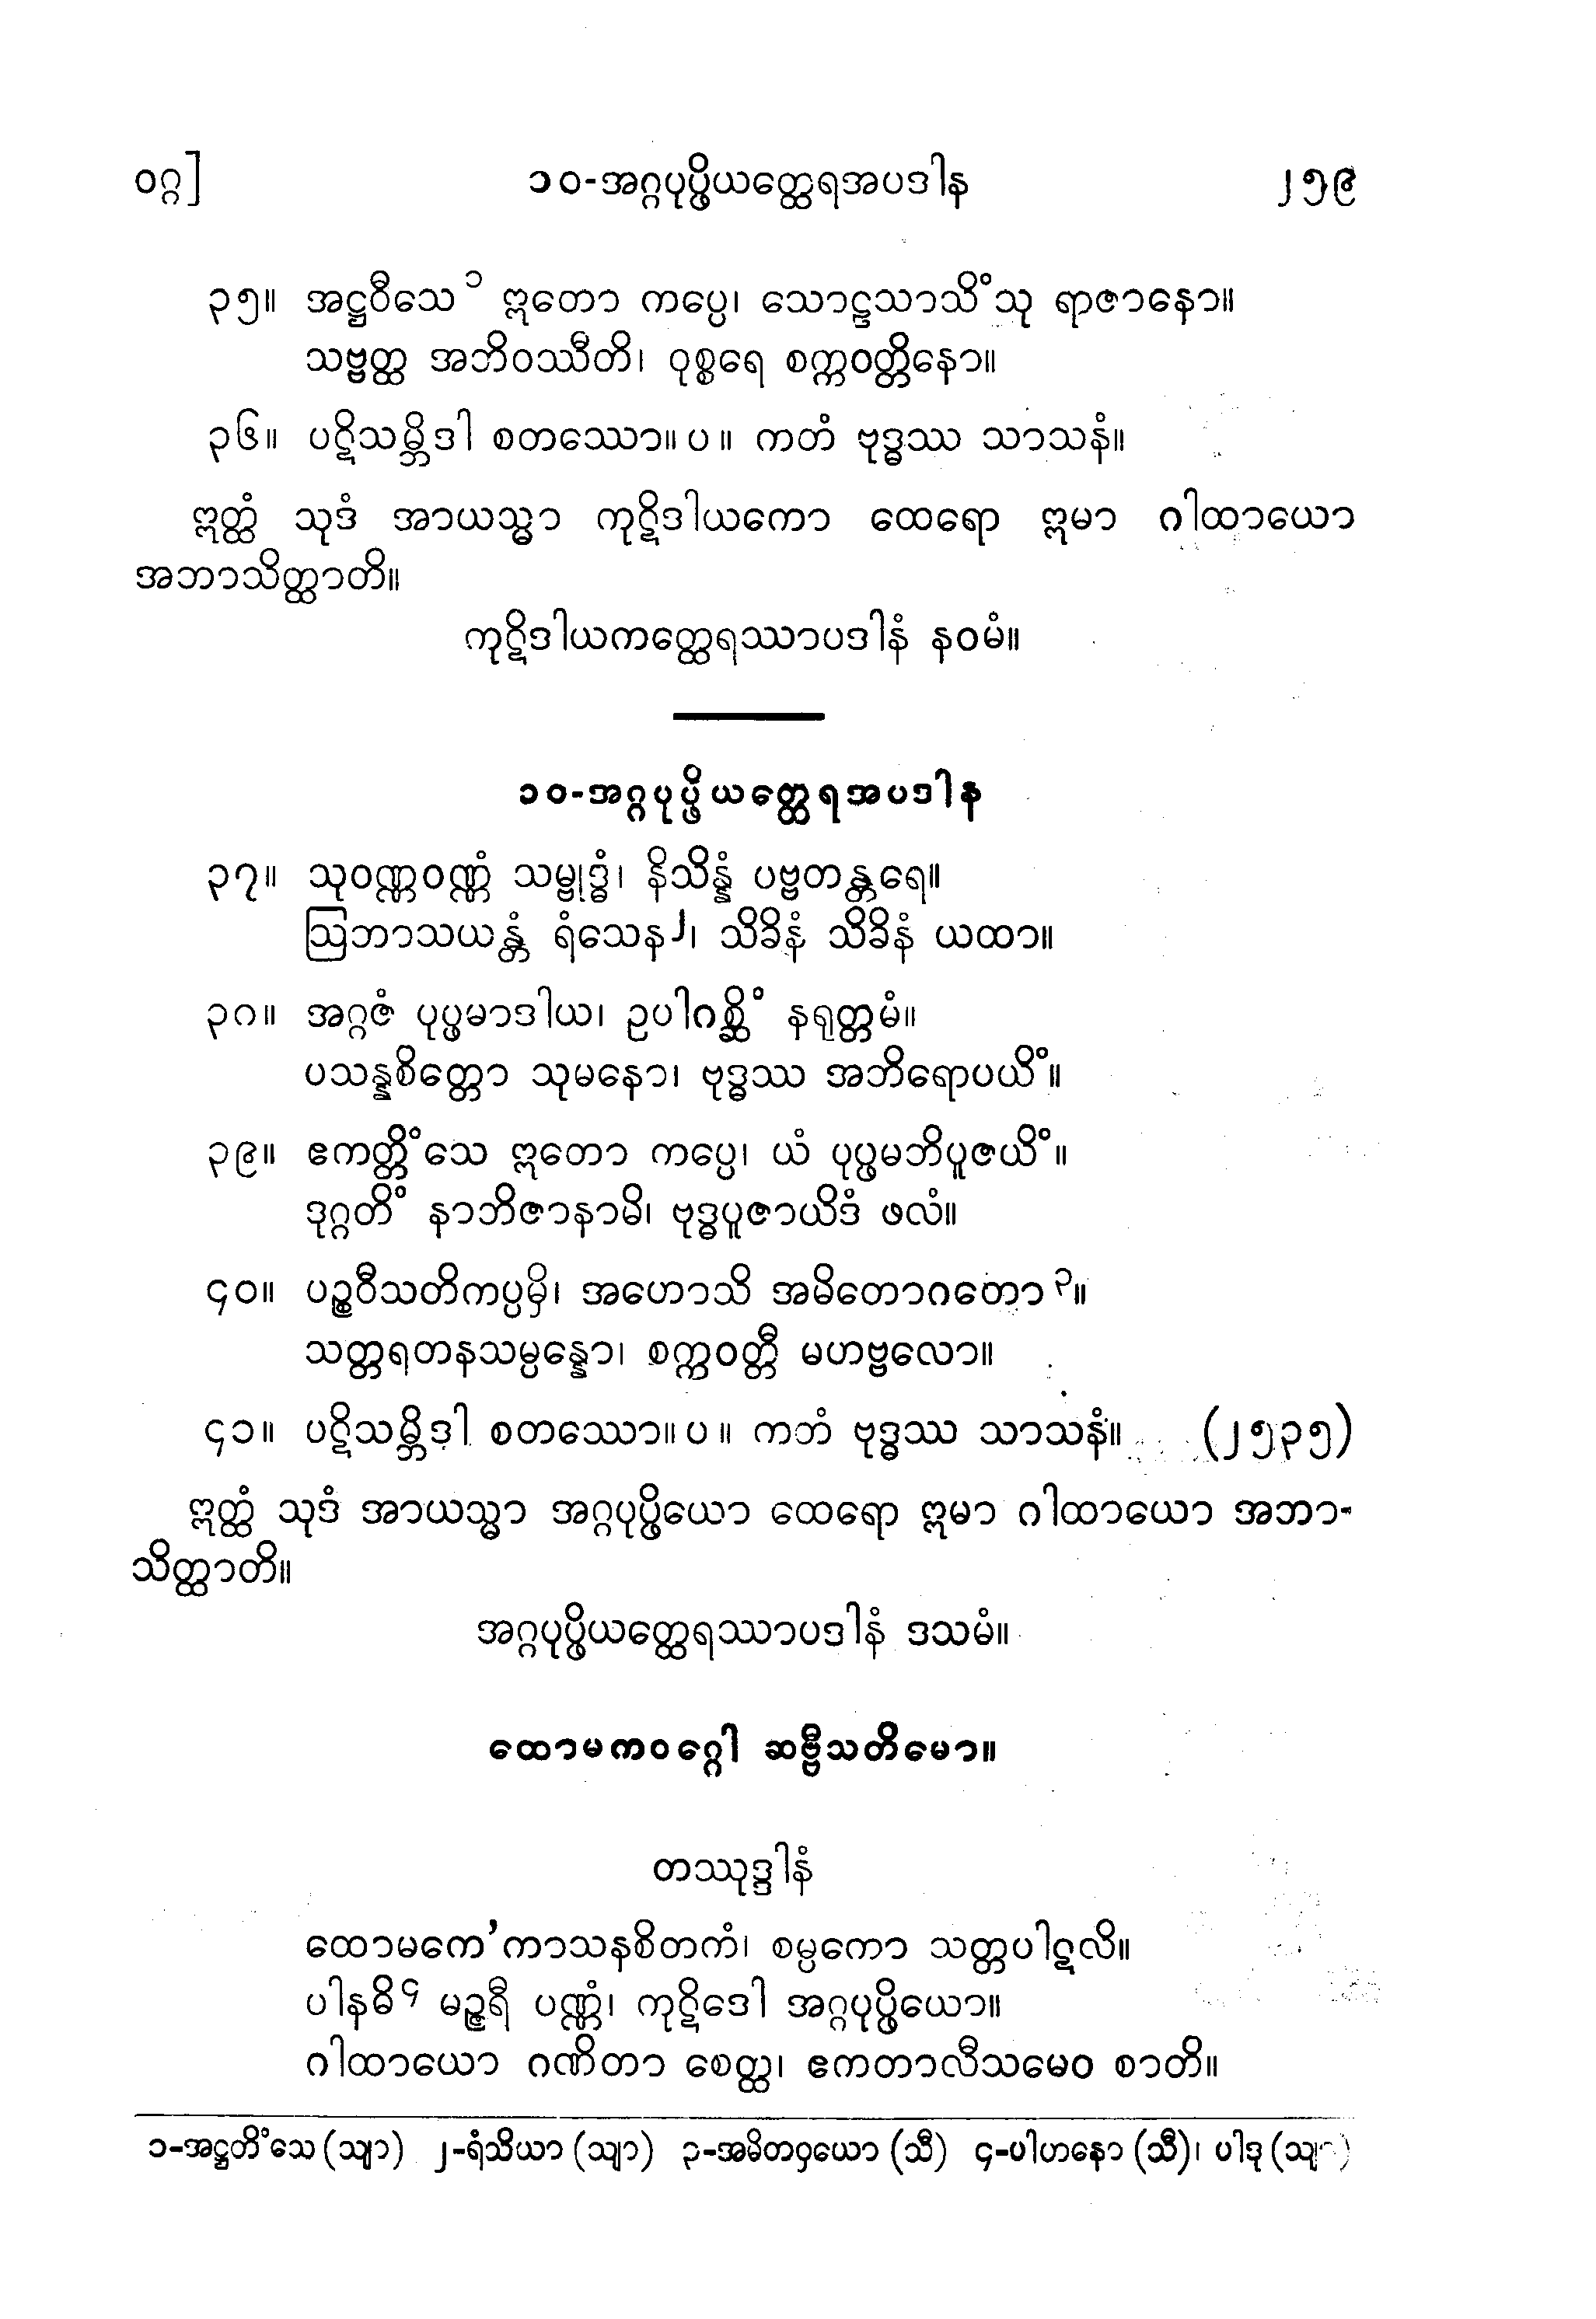 ဝဂ္ဂ] ၁၀-အဂ္ဂပုပ္ဖိယတ္ထေရအပဒါန ၂၅၉
၃၅။ အဋ္ဌဝီသေ ၁ ဣတော ကပ္ပေ၊ သောဠသာသိံသု ရာဇာနော။
သဗ္ဗတ္ထ အဘိဝဿီတိ၊ ဝုစ္စရေ စက္ကဝတ္တိနော။
၃၆။ ပဋိသမ္ဘိဒါ စတဿော။ ပ ။ ကတံ ဗုဒ္ဓဿ သာသနံ။
ဣတ္ထံ သုဒံ အာယသ္မာ ကုဋိဒါယကော ထေရော ဣမာ ဂါထာယော
အဘာသိတ္ထာတိ။
ကုဋိဒါယကတ္ထေရဿာပဒါနံ နဝမံ။
၁၀-အဂ္ဂပုပ္ဖိယတ္ထေရအပဒါန
၃၇။ သုဝဏ္ဏဝဏ္ဏံ သမ္ဗုဒ္ဓံ၊ နိသိန္နံ ပဗ္ဗတန္တရေ။
ဩဘာသယန္တံ ရံသေန၂၊ သိခိနံ သိခိနံ ယထာ။
၃၈။ အဂ္ဂဇံ ပုပ္ဖမာဒါယ၊ ဥပါဂစ္ဆိံ နရုတ္တမံ။
ပသန္နစိတ္တော သုမနော၊ ဗုဒ္ဓဿ အဘိရောပယိံ။
၃၉။ ဧကတ္တိံသေ ဣတော ကပ္ပေ၊ ယံ ပုပ္ဖမဘိပူဇယိံ။
ဒုဂ္ဂတိံ နာဘိဇာနာမိ၊ ဗုဒ္ဓပူဇာယိဒံ ဖလံ။
၄၀။ ပဉ္စဝီသတိကပ္ပမှိ၊ အဟောသိ အမိတောဂတော ၃။
သတ္တရတနသမ္ပန္နော၊ စက္ကဝတ္တီ မဟဗ္ဗလော။
၄၁။ ပဋိသမ္ဘိဒါ စတဿော။ ပ ။ ကတံ ဗုဒ္ဓဿ သာသနံ။ (၂၅၃၅)
ဣတ္ထံ သုဒံ အာယသ္မာ အဂ္ဂပုပ္ဖိယော ထေရော ဣမာ ဂါထာယော အဘာ-
သိတ္ထာတိ။
အဂ္ဂပုပ္ဖိယတ္ထေရဿာပဒါနံ ဒသမံ။
ထောမကဝဂ္ဂေါ ဆဗ္ဗီသတိမော။
တဿုဒ္ဒါနံ
ထောမကေ’ကာသနစိတကံ၊ စမ္ပကော သတ္တပါဋလိ။
ပါနဓိ ၄ မဉ္ဇရီ ပဏ္ဏံ၊ ကုဋိဒေါ အဂ္ဂပုပ္ဖိယော။
ဂါထာယော ဂဏိတာ စေတ္ထ၊ ဧကတာလီသမေဝ စာတိ။
၁-အဋ္ဌတိံသေ (သျာ) ၂-ရံသိယာ (သျာ) ၃-အမိတဝှယော (သီ) ၄-ပါဟနော (သီ)၊ ပါဒု (သျာ)